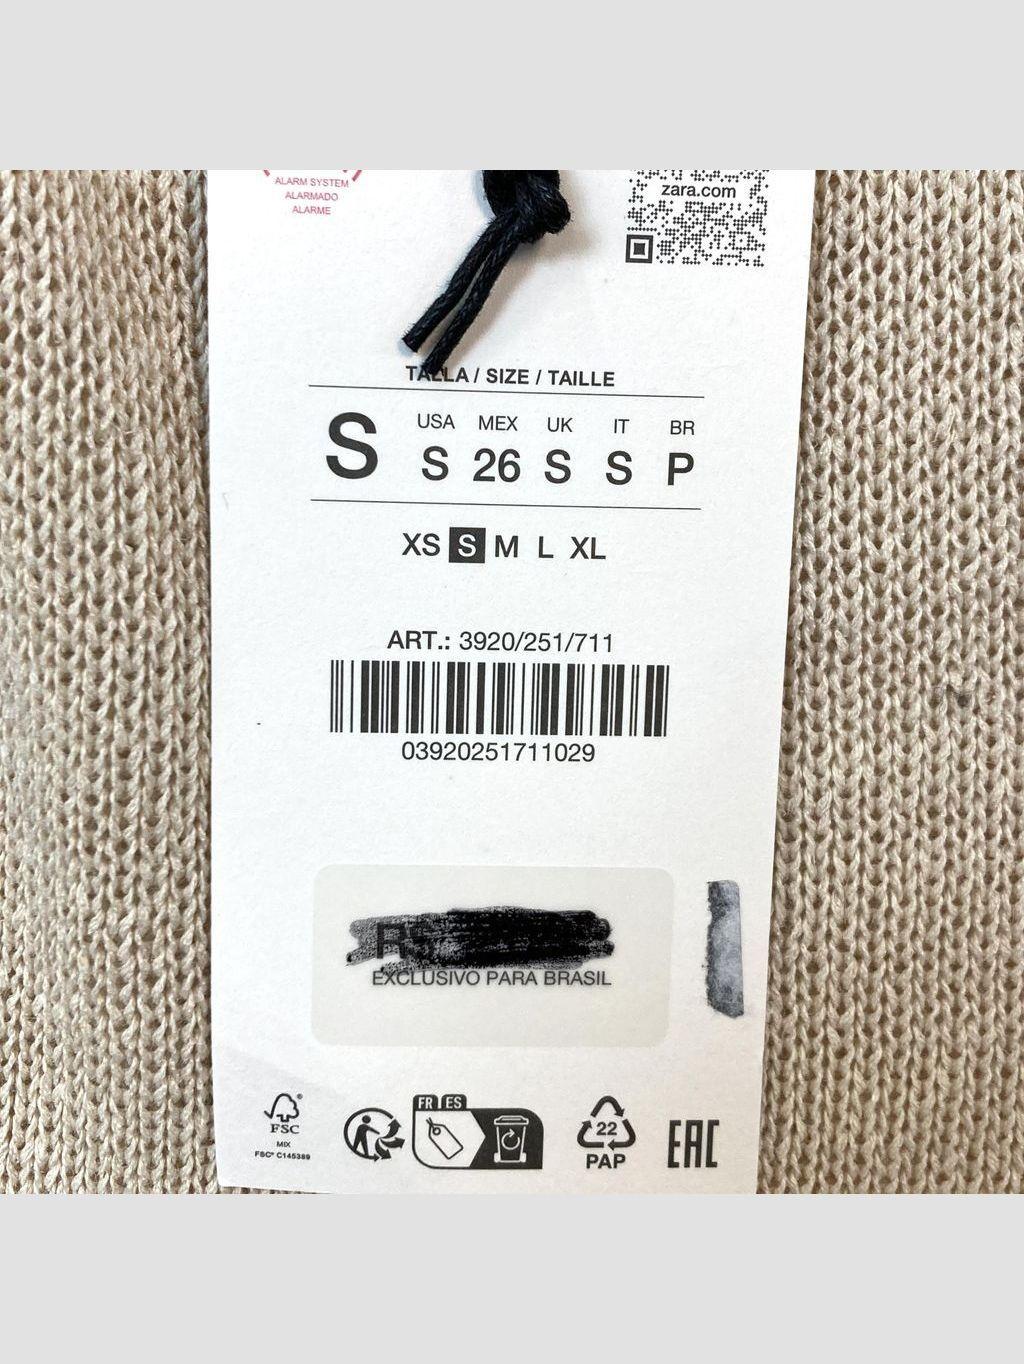 ALARM SYSTEM
ALARMADO
ALARME
zara.com
TALLA / SIZE / TAILLE
USA MEX UK IT BR
S S 26 S S P
XS S M L XL
ART.: 3920/251/711
03920251711029
EXCLUSIVO PARA BRASIL
FR ES
FSC
MIX
FSC® C145389
22
PAP
EAC